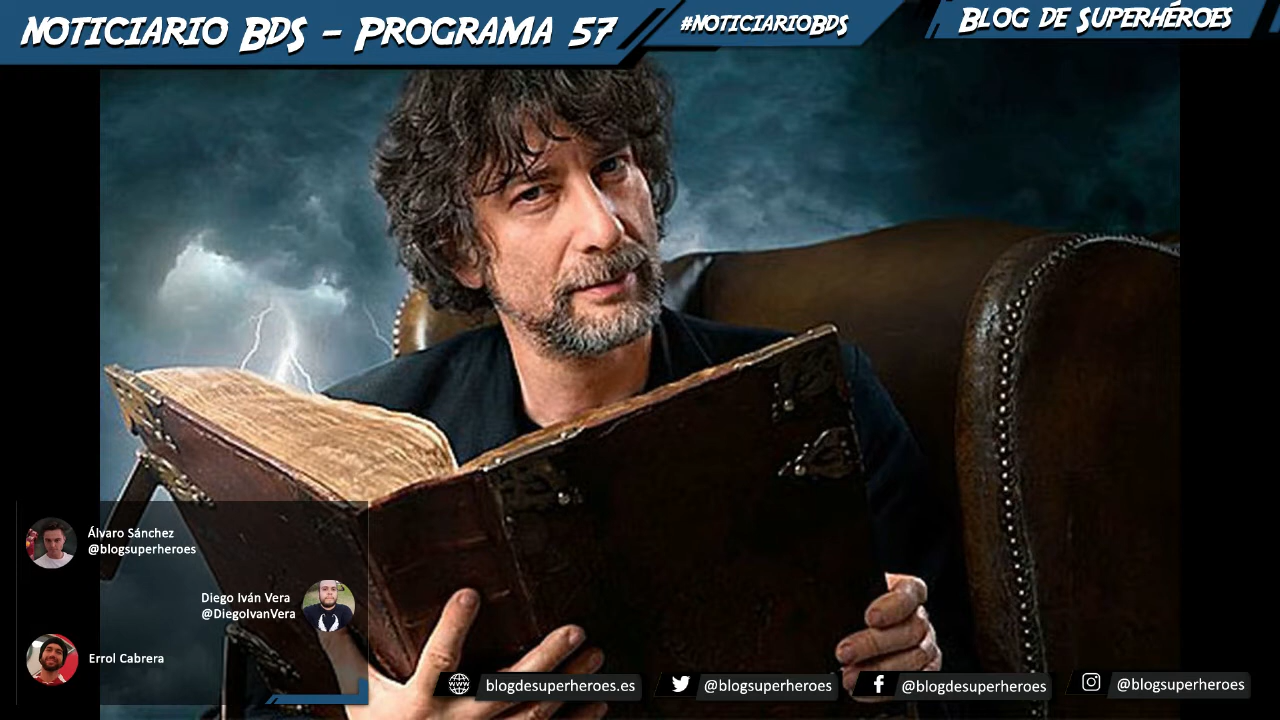 NOTICIARIO BDS - PROGRAMA 57
#NOTICIARIOBDS
BLOG DE SUPERHÉROES
Álvaro Sánchez
@blogsuperheroes
Diego Iván Vera
@DiegoIvanVera
Errol Cabrera
blogdesuperheroes.es
@blogsuperheroes
@blogdesuperheroes
@blogsuperheroes